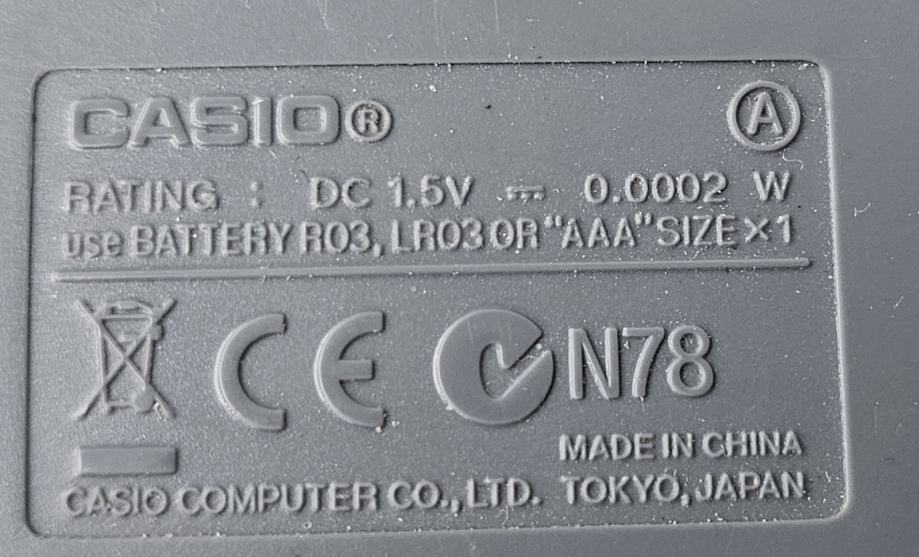 CASIO® A
RATING : DC 1.5V ⎓ 0.0002 W
use BATTERY R03, LR03 OR "AAA" SIZE×1
CE N78
MADE IN CHINA
CASIO COMPUTER CO., LTD. TOKYO, JAPAN